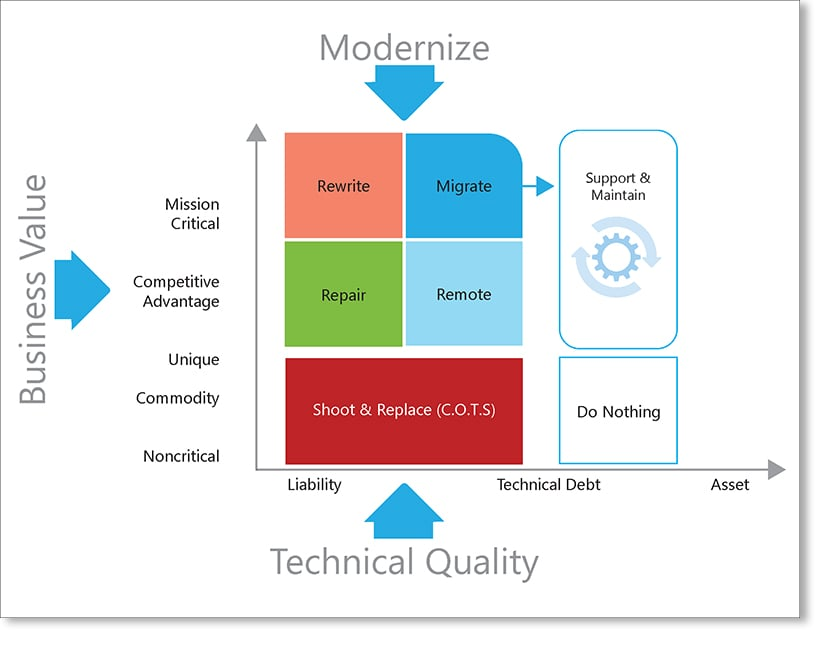 Modernize
Business Value
Mission
Critical
Competitive
Advantage
Unique
Commodity
Noncritical
Rewrite
Migrate
Repair
Remote
Shoot & Replace (C.O.T.S)
Support &
Maintain
Do Nothing
Liability
Technical Debt
Asset
Technical Quality